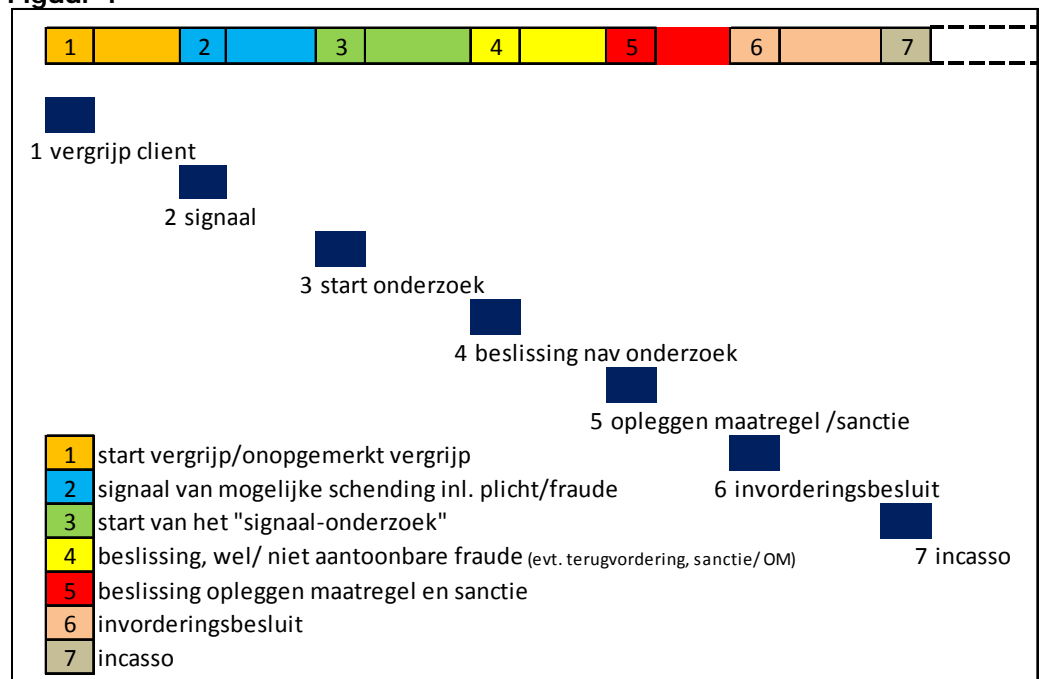 1 2 3 4 5 6 7
1 vergrijp client
2 signaal
3 start onderzoek
4 beslissing nav onderzoek
5 opleggen maatregel /sanctie
6 invorderingsbesluit
7 incasso
1 start vergrijp/onopgemerkt vergrijp
2 signaal van mogelijke schending inl. plicht/fraude
3 start van het "signaal-onderzoek"
4 beslissing, wel/ niet aantoonbare fraude (evt. terugvordering, sanctie/ OM)
5 beslissing opleggen maatregel en sanctie
6 invorderingsbesluit
7 incasso